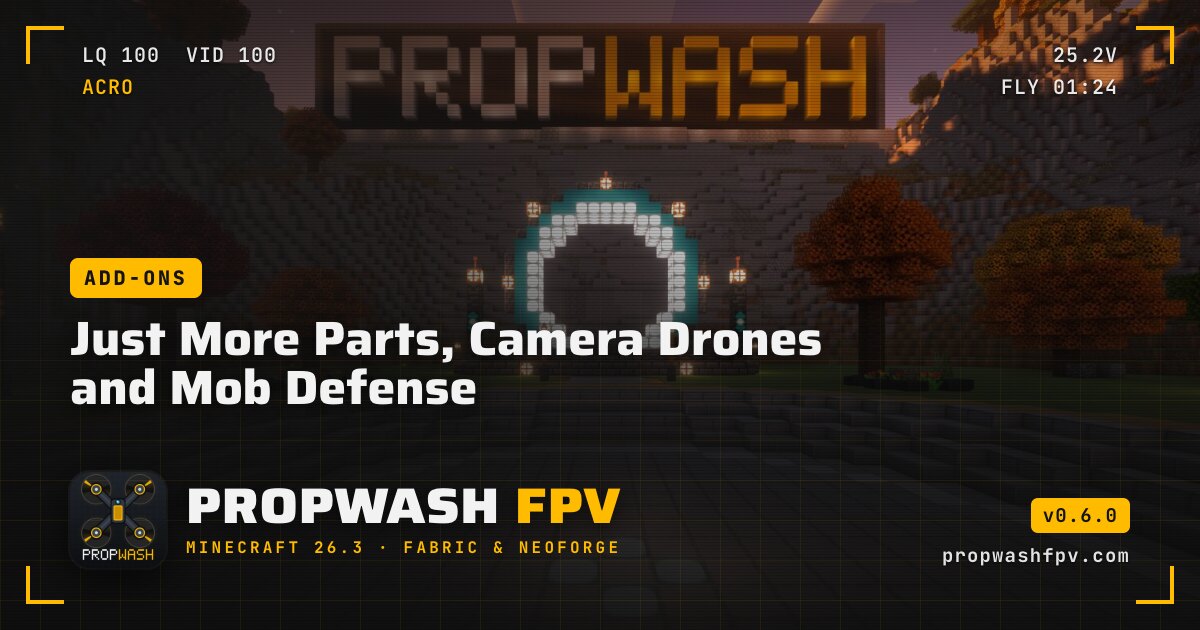 PROPWASH
LQ 100 VID 100
25.2V
ACRO
FLY 01:24
ADD-ONS
Just More Parts, Camera Drones
and Mob Defense
PROPWASH
PROPWASH FPV
MINECRAFT 26.3 · FABRIC & NEOFORGE
v0.6.0
propwashfpv.com